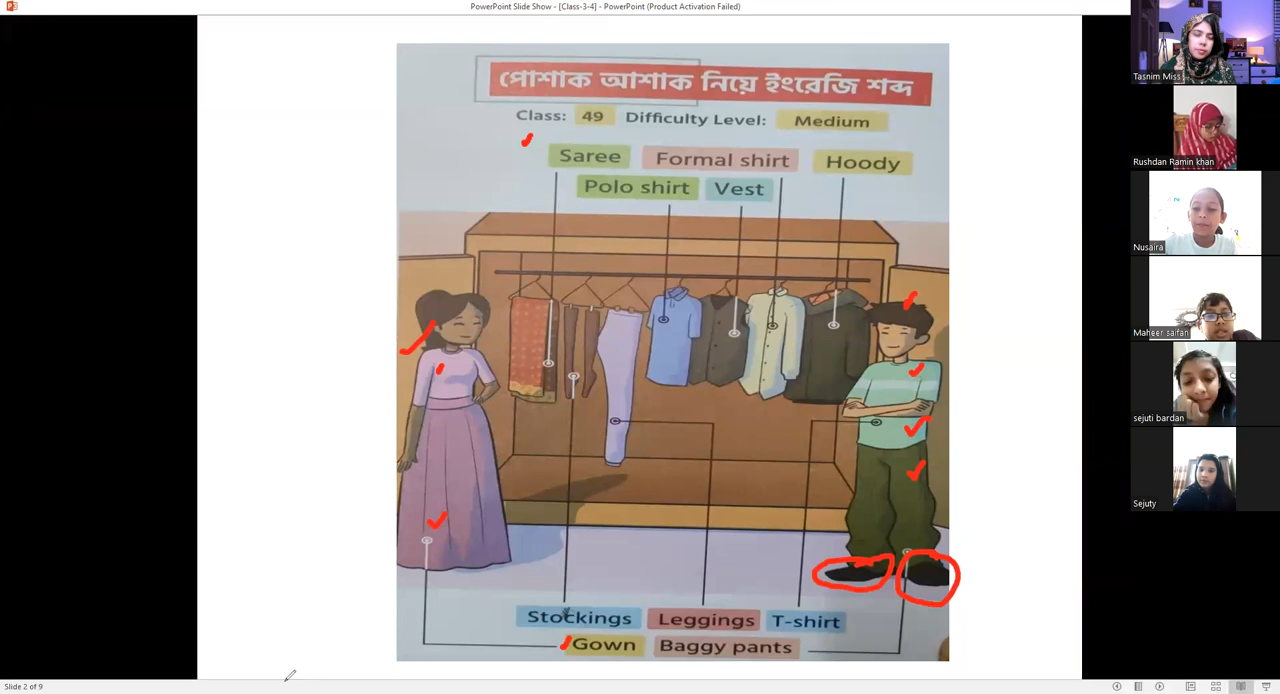 PowerPoint Slide Show - [Class-3-4] - PowerPoint (Product Activation Failed)
পোশাক আশাক নিয়ে ইংরেজি শব্দ
Class: 49 Difficulty Level: Medium
Saree Formal shirt Hoody
Polo shirt Vest
Stockings Leggings T-shirt
Gown Baggy pants
Tasnim Miss
Rushdan Ramin khan
Nusaira
Maheer saifan
sejuti bardan
Sejuty
Slide 2 of 9